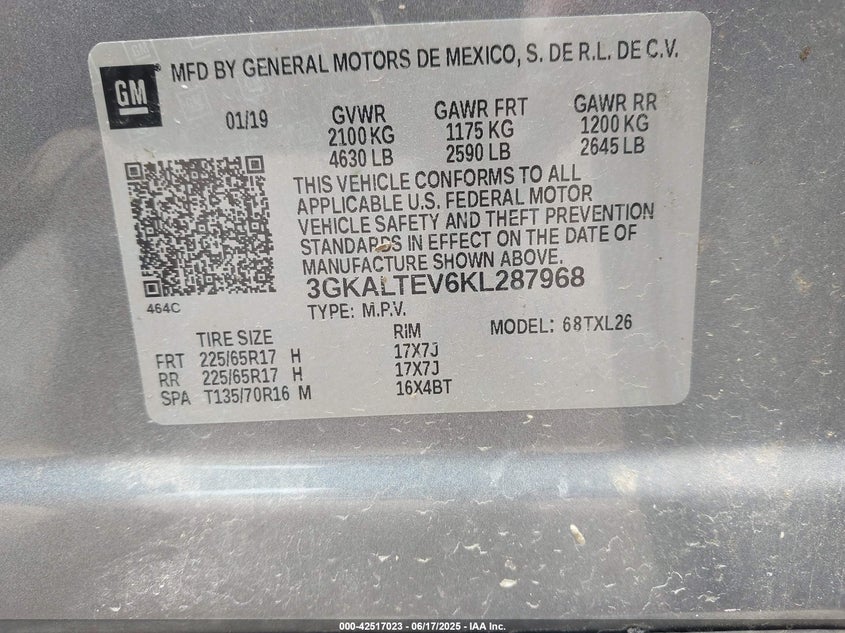 GM
MFD BY GENERAL MOTORS DE MEXICO, S. DE R.L. DE C.V.
01/19 GVWR GAWR FRT GAWR RR
2100 KG 1175 KG 1200 KG
4630 LB 2590 LB 2645 LB
THIS VEHICLE CONFORMS TO ALL
APPLICABLE U.S. FEDERAL MOTOR
VEHICLE SAFETY AND THEFT PREVENTION
STANDARDS IN EFFECT ON THE DATE OF
MANUFACTURE SHOWN ABOVE.
464C
3GKALTEV6KL287968
TYPE: M.P.V. MODEL: 68TXL26
TIRE SIZE RIM
FRT 225/65R17 H 17X7J
RR 225/65R17 H 17X7J
SPA T135/70R16 M 16X4BT
000-42517023 - 06/17/2025 - IAA Inc.